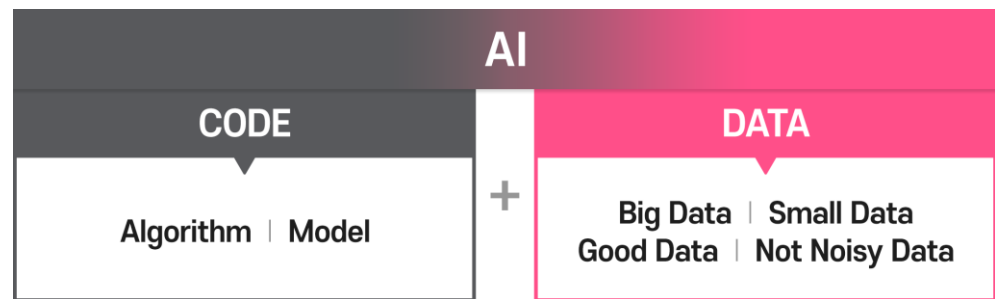 AI
CODE
+
DATA
Algorithm | Model
Big Data | Small Data
Good Data | Not Noisy Data